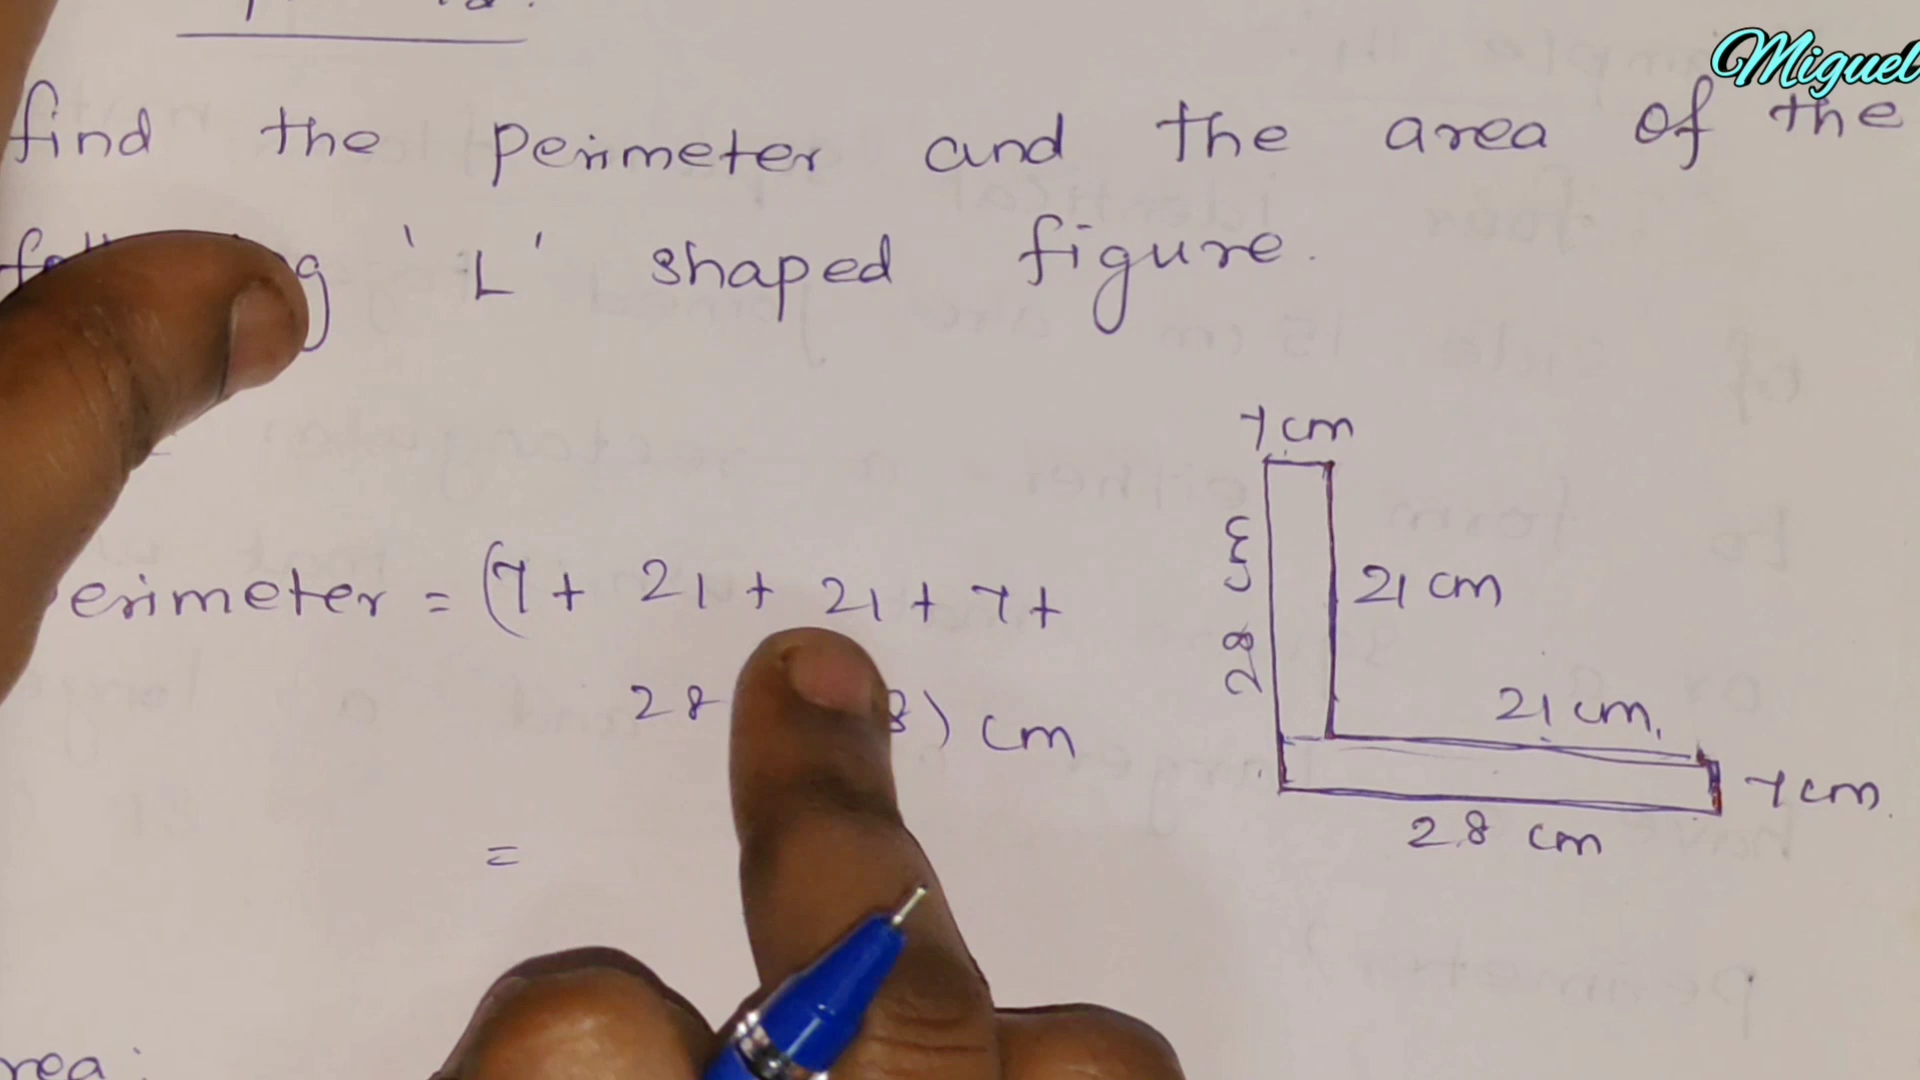 Miguel
find the perimeter and the area of the
'L' shaped figure.
7 cm
28 cm
21 cm
21 cm.
7 cm.
28 cm
erimeter = (7 + 21 + 21 + 7 +
28 8) cm
=
rea: